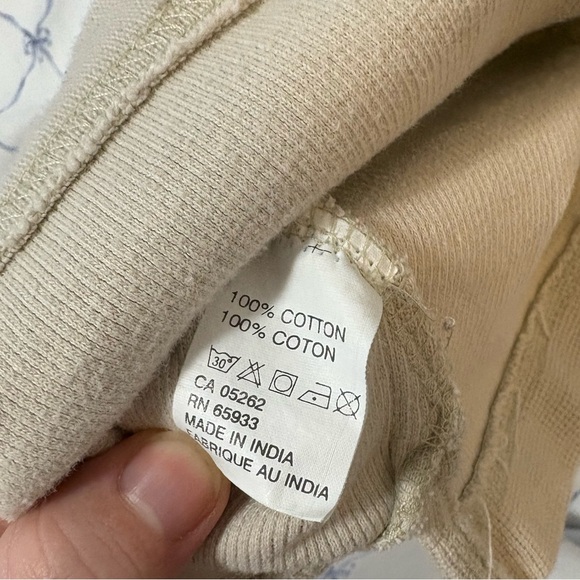 100% COTTON
100% COTON
30°
CA 05262
RN 65933
MADE IN INDIA
FABRIQUE AU INDIA